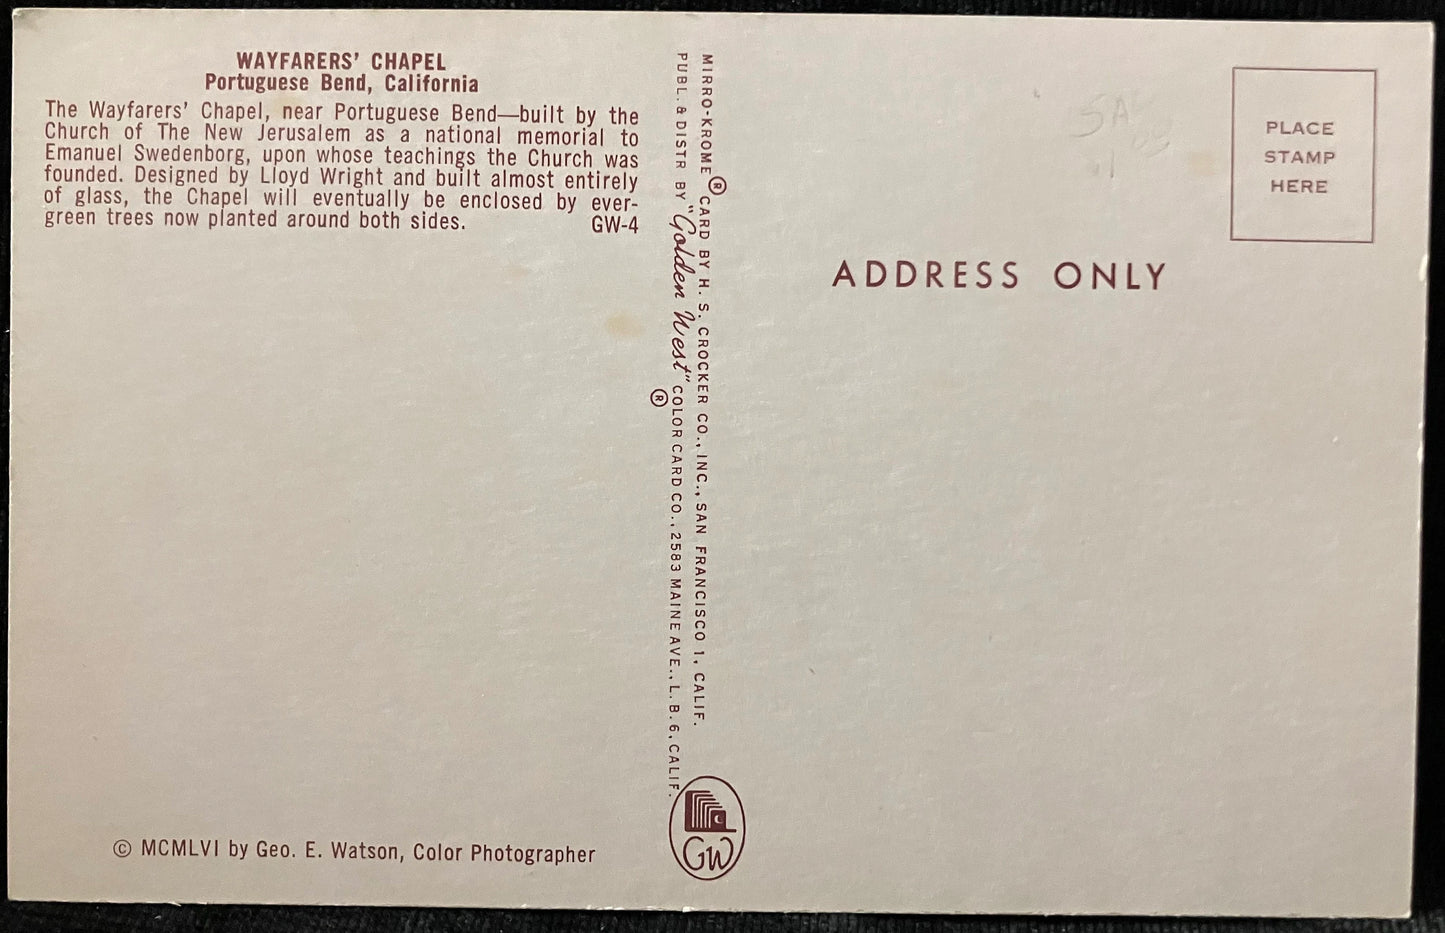 WAYFARERS' CHAPEL
Portuguese Bend, California
The Wayfarers' Chapel, near Portuguese Bend—built by the
Church of The New Jerusalem as a national memorial to
Emanuel Swedenborg, upon whose teachings the Church was
founded. Designed by Lloyd Wright and built almost entirely
of glass, the Chapel will eventually be enclosed by ever-
green trees now planted around both sides.
GW-4
© MCMLVI by Geo. E. Watson, Color Photographer
MIRRO-KROME® CARD BY H. S. CROCKER CO., INC., SAN FRANCISCO 1, CALIF.
PUBL. & DISTR BY "Golden West"® COLOR CARD CO., 2583 MAINE AVE., L. B. 6, CALIF.
GW
ADDRESS ONLY
PLACE
STAMP
HERE